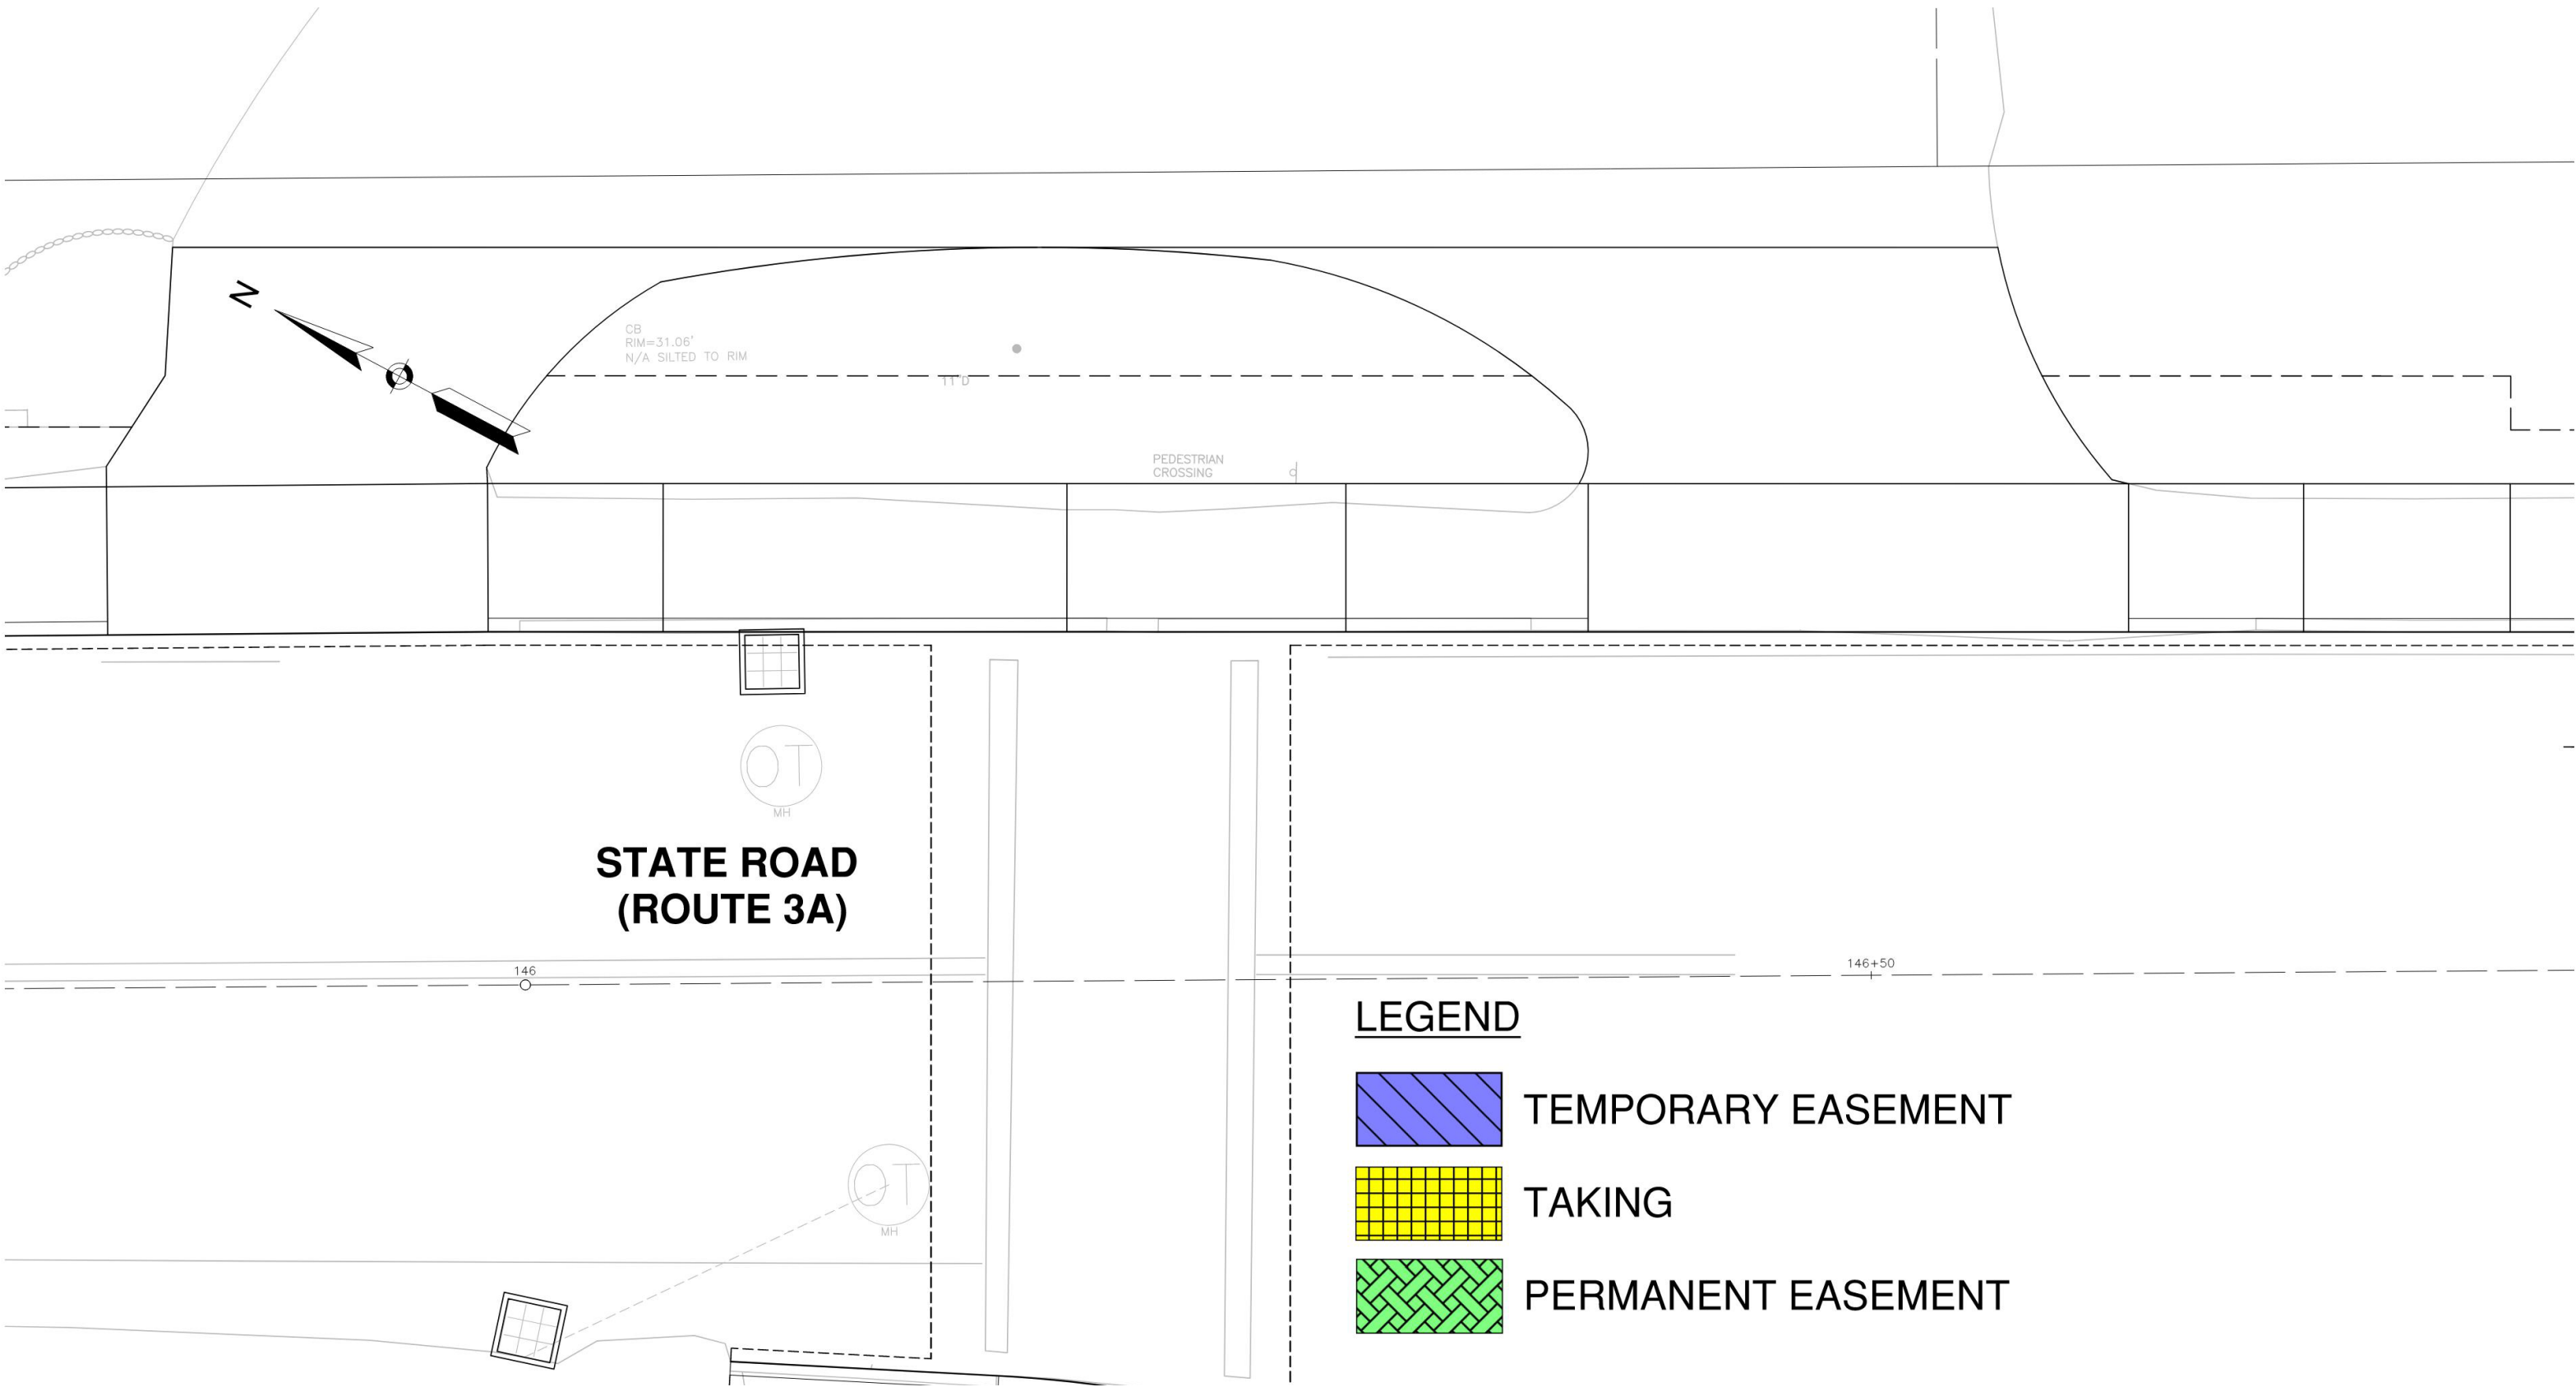 N
CB
RIM=31.06'
N/A SILTED TO RIM
11"D
PEDESTRIAN
CROSSING
OT
MH
STATE ROAD
(ROUTE 3A)
146
146+50
LEGEND
TEMPORARY EASEMENT
OT
MH
TAKING
PERMANENT EASEMENT